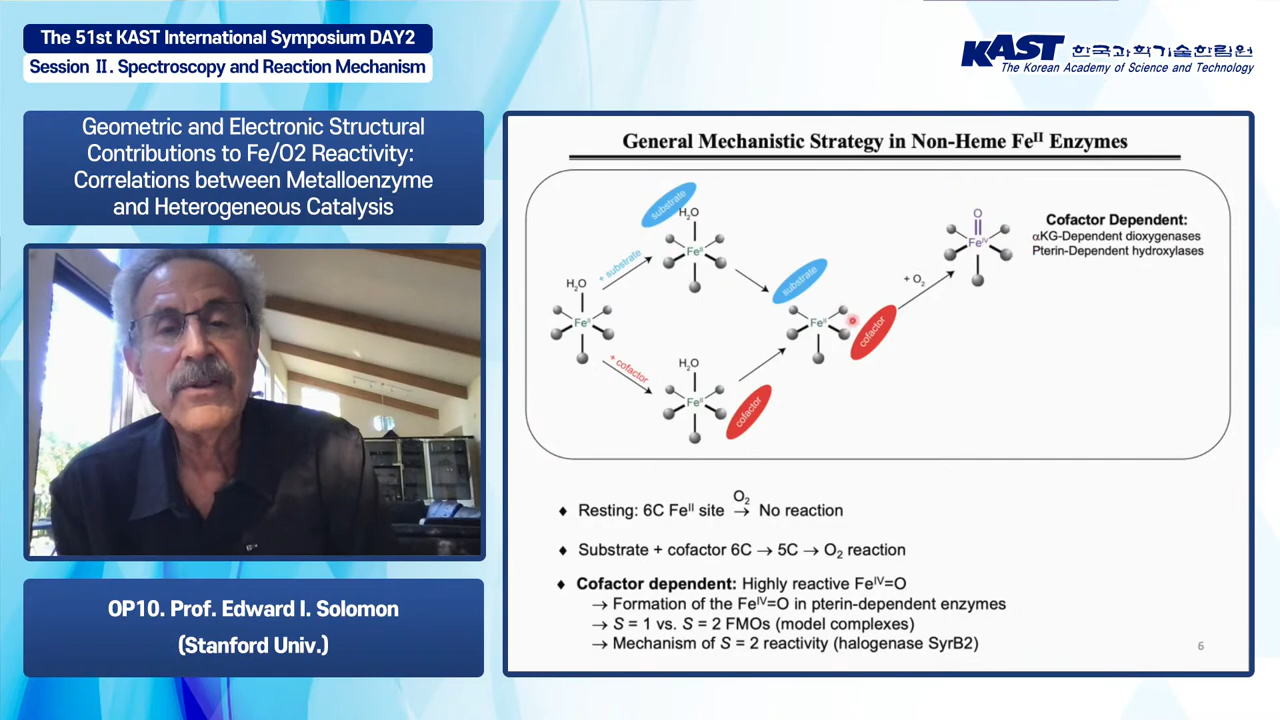 The 51st KAST International Symposium DAY2
Session Ⅱ. Spectroscopy and Reaction Mechanism
KAST 한국과학기술한림원
The Korean Academy of Science and Technology
Geometric and Electronic Structural
Contributions to Fe/O2 Reactivity:
Correlations between Metalloenzyme
and Heterogeneous Catalysis
OP10. Prof. Edward I. Solomon
(Stanford Univ.)
General Mechanistic Strategy in Non-Heme Feᴵᴵ Enzymes
substrate
H₂O
Feᴵᴵ
+ substrate
H₂O
Feᴵᴵ
+ cofactor
H₂O
Feᴵᴵ
cofactor
substrate
Feᴵᴵ
cofactor
+ O₂
O
Feᴵⱽ
Cofactor Dependent:
αKG-Dependent dioxygenases
Pterin-Dependent hydroxylases
♦ Resting: 6C Feᴵᴵ site O₂ → No reaction
♦ Substrate + cofactor 6C → 5C → O₂ reaction
♦ Cofactor dependent: Highly reactive Feᴵⱽ=O
→ Formation of the Feᴵⱽ=O in pterin-dependent enzymes
→ S = 1 vs. S = 2 FMOs (model complexes)
→ Mechanism of S = 2 reactivity (halogenase SyrB2)
6